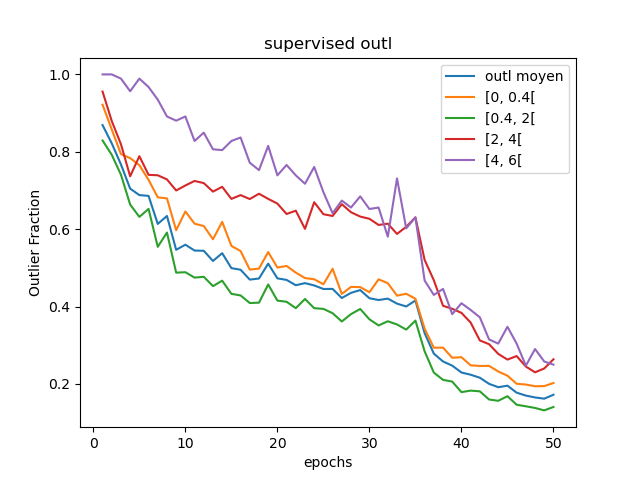 supervised outl
outl moyen
[0, 0.4[
[0.4, 2[
[2, 4[
[4, 6[
Outlier Fraction
1.0
0.8
0.6
0.4
0.2
0 10 20 30 40 50
epochs